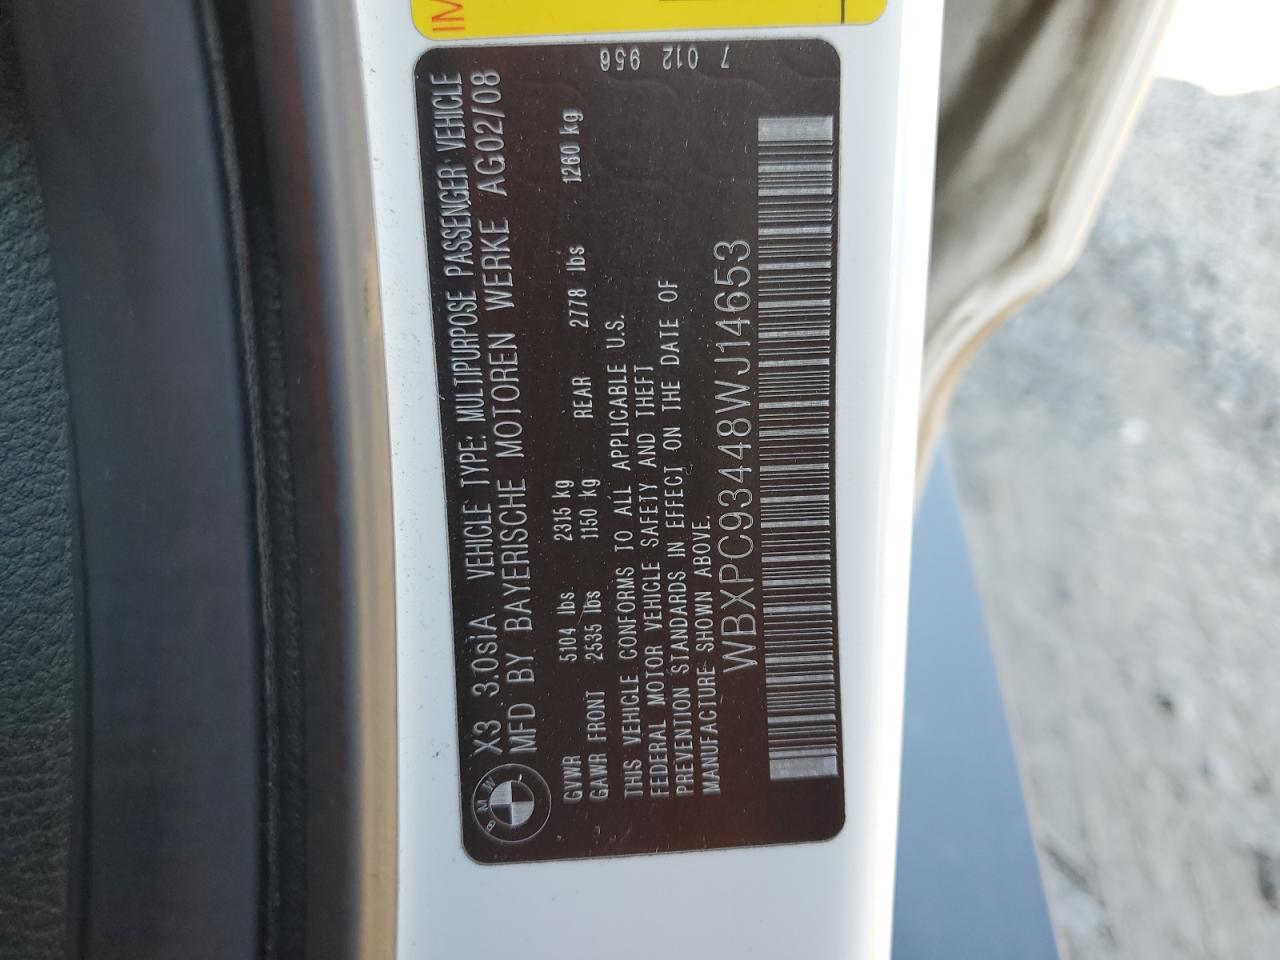 IM
BMW
X3 3.0siA VEHICLE TYPE: MULTIPURPOSE PASSENGER VEHICLE
MFD BY BAYERISCHE MOTOREN WERKE AG02/08
GVWR 5104 lbs 2315 kg
GAWR FRONT 2535 lbs 1150 kg REAR 2778 lbs 1260 kg
THIS VEHICLE CONFORMS TO ALL APPLICABLE U.S.
FEDERAL MOTOR VEHICLE SAFETY AND THEFT
PREVENTION STANDARDS IN EFFECT ON THE DATE OF
MANUFACTURE SHOWN ABOVE.
WBXPC93448WJ14653
7 012 958